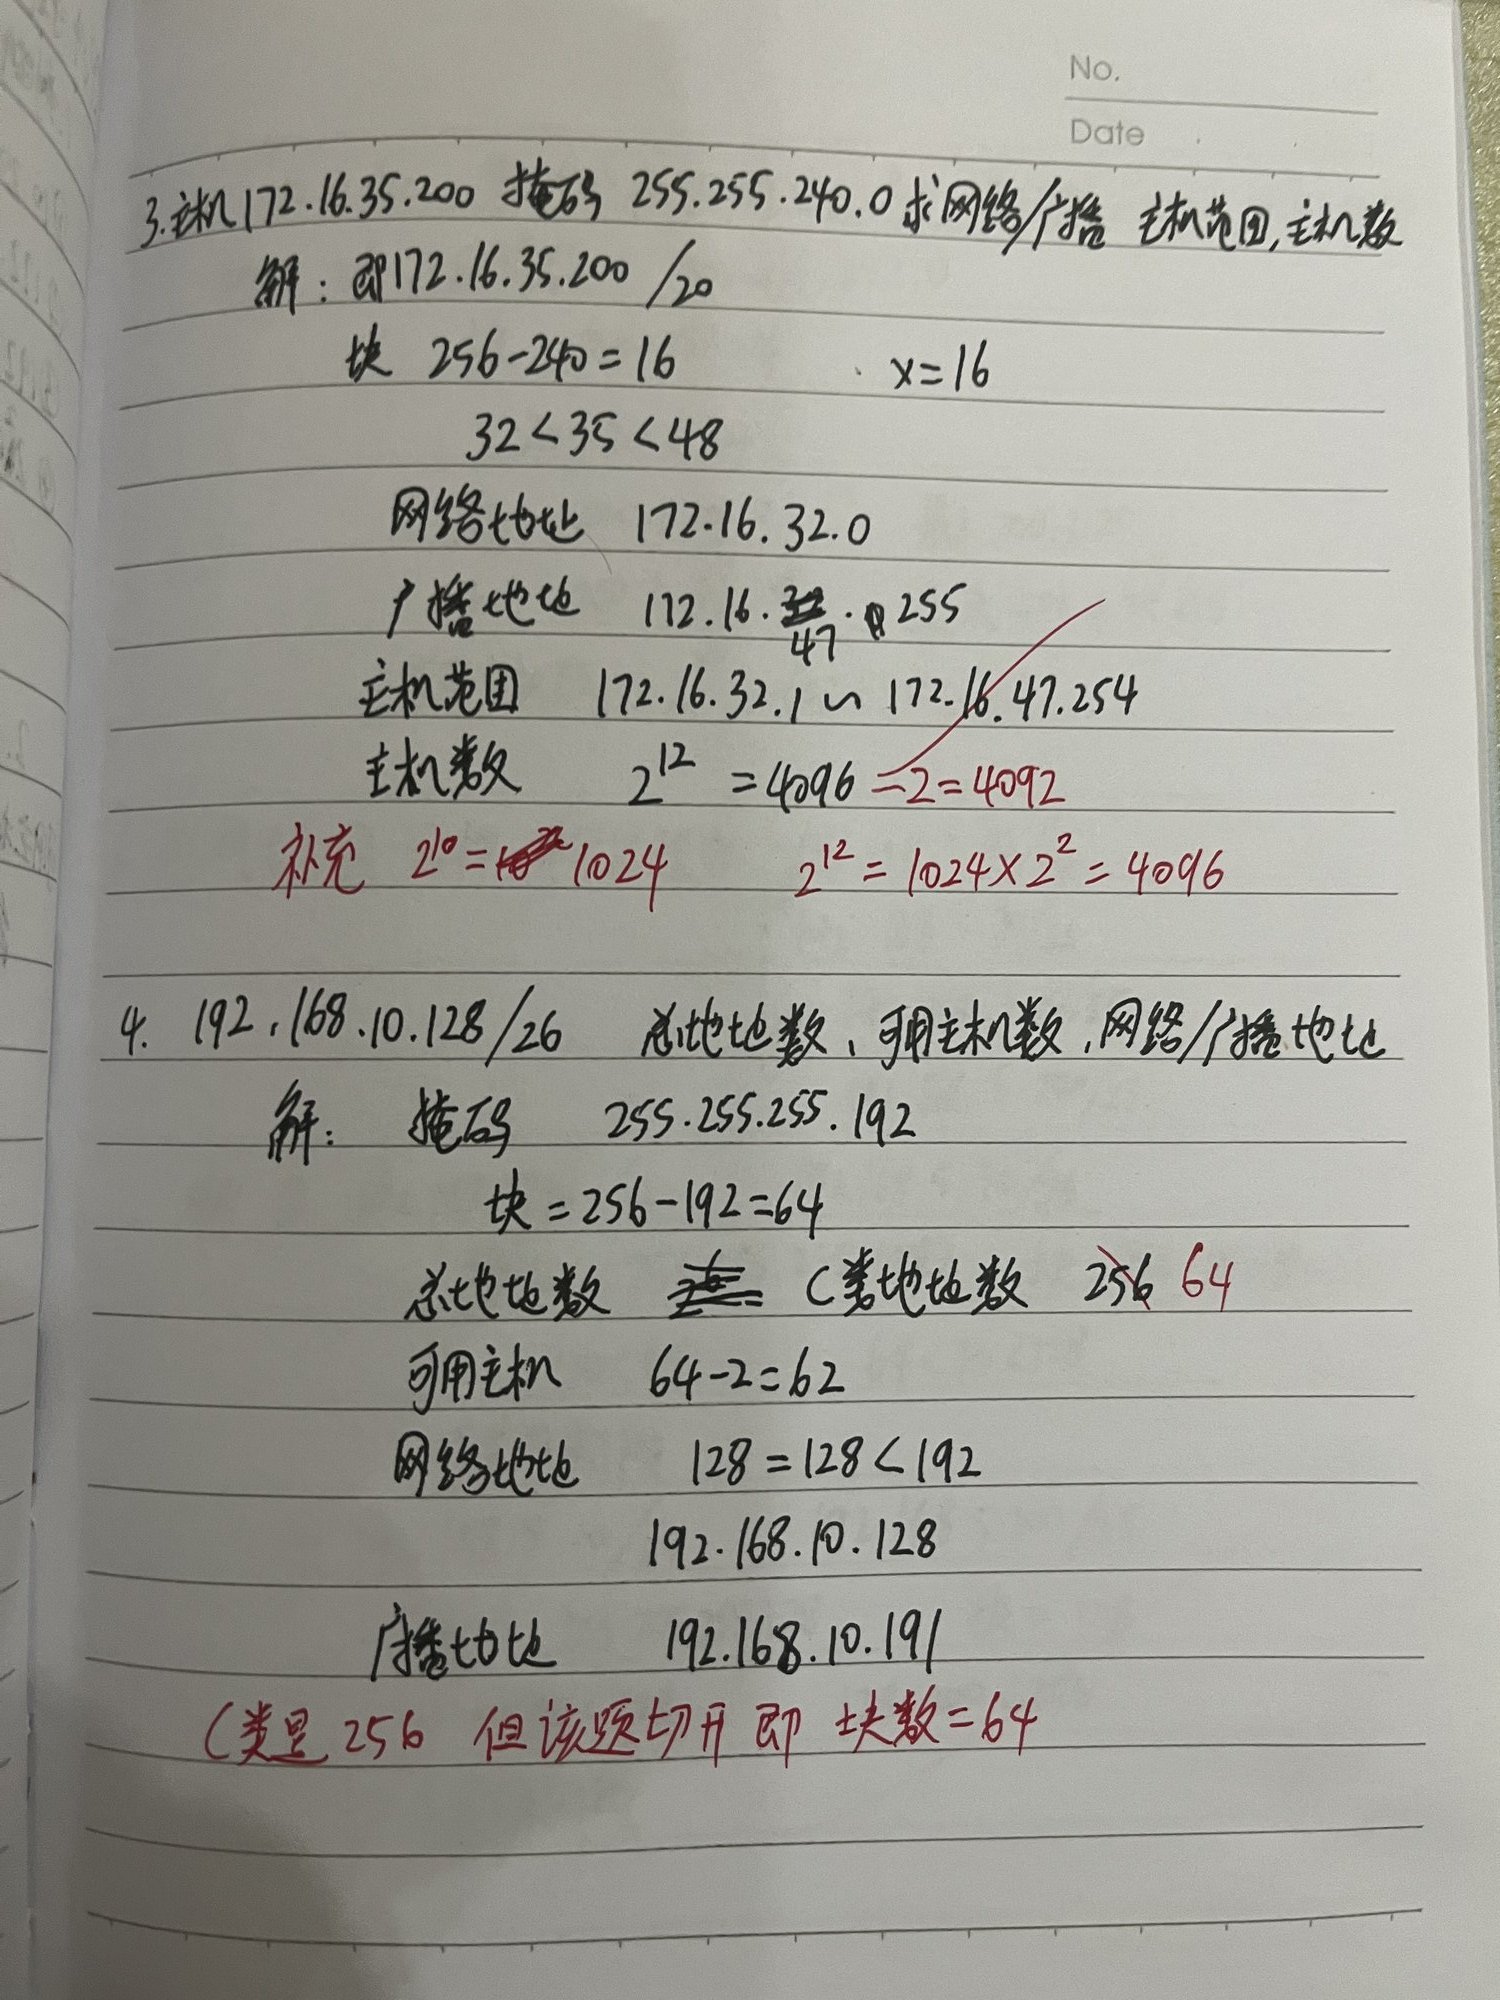 No.
Date
3.主机172.16.35.200 掩码 255.255.240.0 求网络/广播 主机范围,主机数
解：即172.16.35.200 /20
块 256-240=16 x=16
32<35<48
网络地址 172.16.32.0
广播地址 172.16.47.255
主机范围 172.16.32.1 ~ 172.16.47.254
主机数 2^12 =4096 -2=4092
补充 2^10= 1024 2^12=1024×2^2=4096
4. 192.168.10.128/26 总地址数、可用主机数,网络/广播地址
解： 掩码 255.255.255.192
块=256-192=64
总地址数 C类地址数 256 64
可用主机 64-2=62
网络地址 128=128<192
192.168.10.128
广播地址 192.168.10.191
C类是256 但该题切开即 块数=64